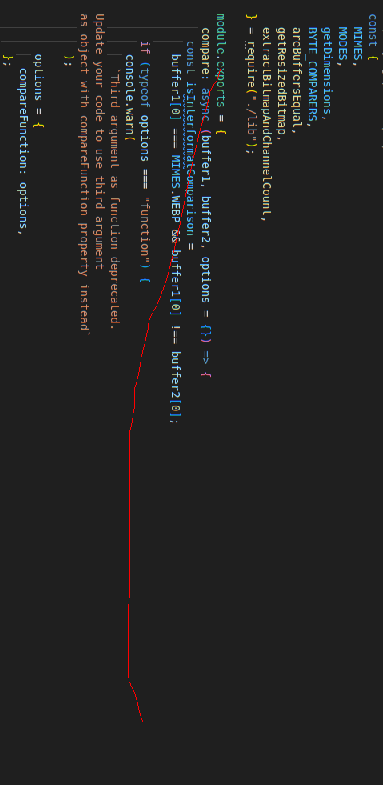 const {
MIMES,
MODES,
getDimensions,
BYTE_COMPARERS,
areBuffersEqual,
getResizedBitmap,
extractBitmapAndChannelCount,
} = require("./lib");
module.exports = {
compare: async (buffer1, buffer2, options = {}) => {
const isInterformatComparison =
buffer1[0] === MIMES.WEBP && buffer1[0] !== buffer2[0];
if (typeof options === "function") {
console.warn(
`Third argument as function deprecated.
Update your code to use third argument
as object with compareFunction property instead`
);
options = {
compareFunction: options,
};